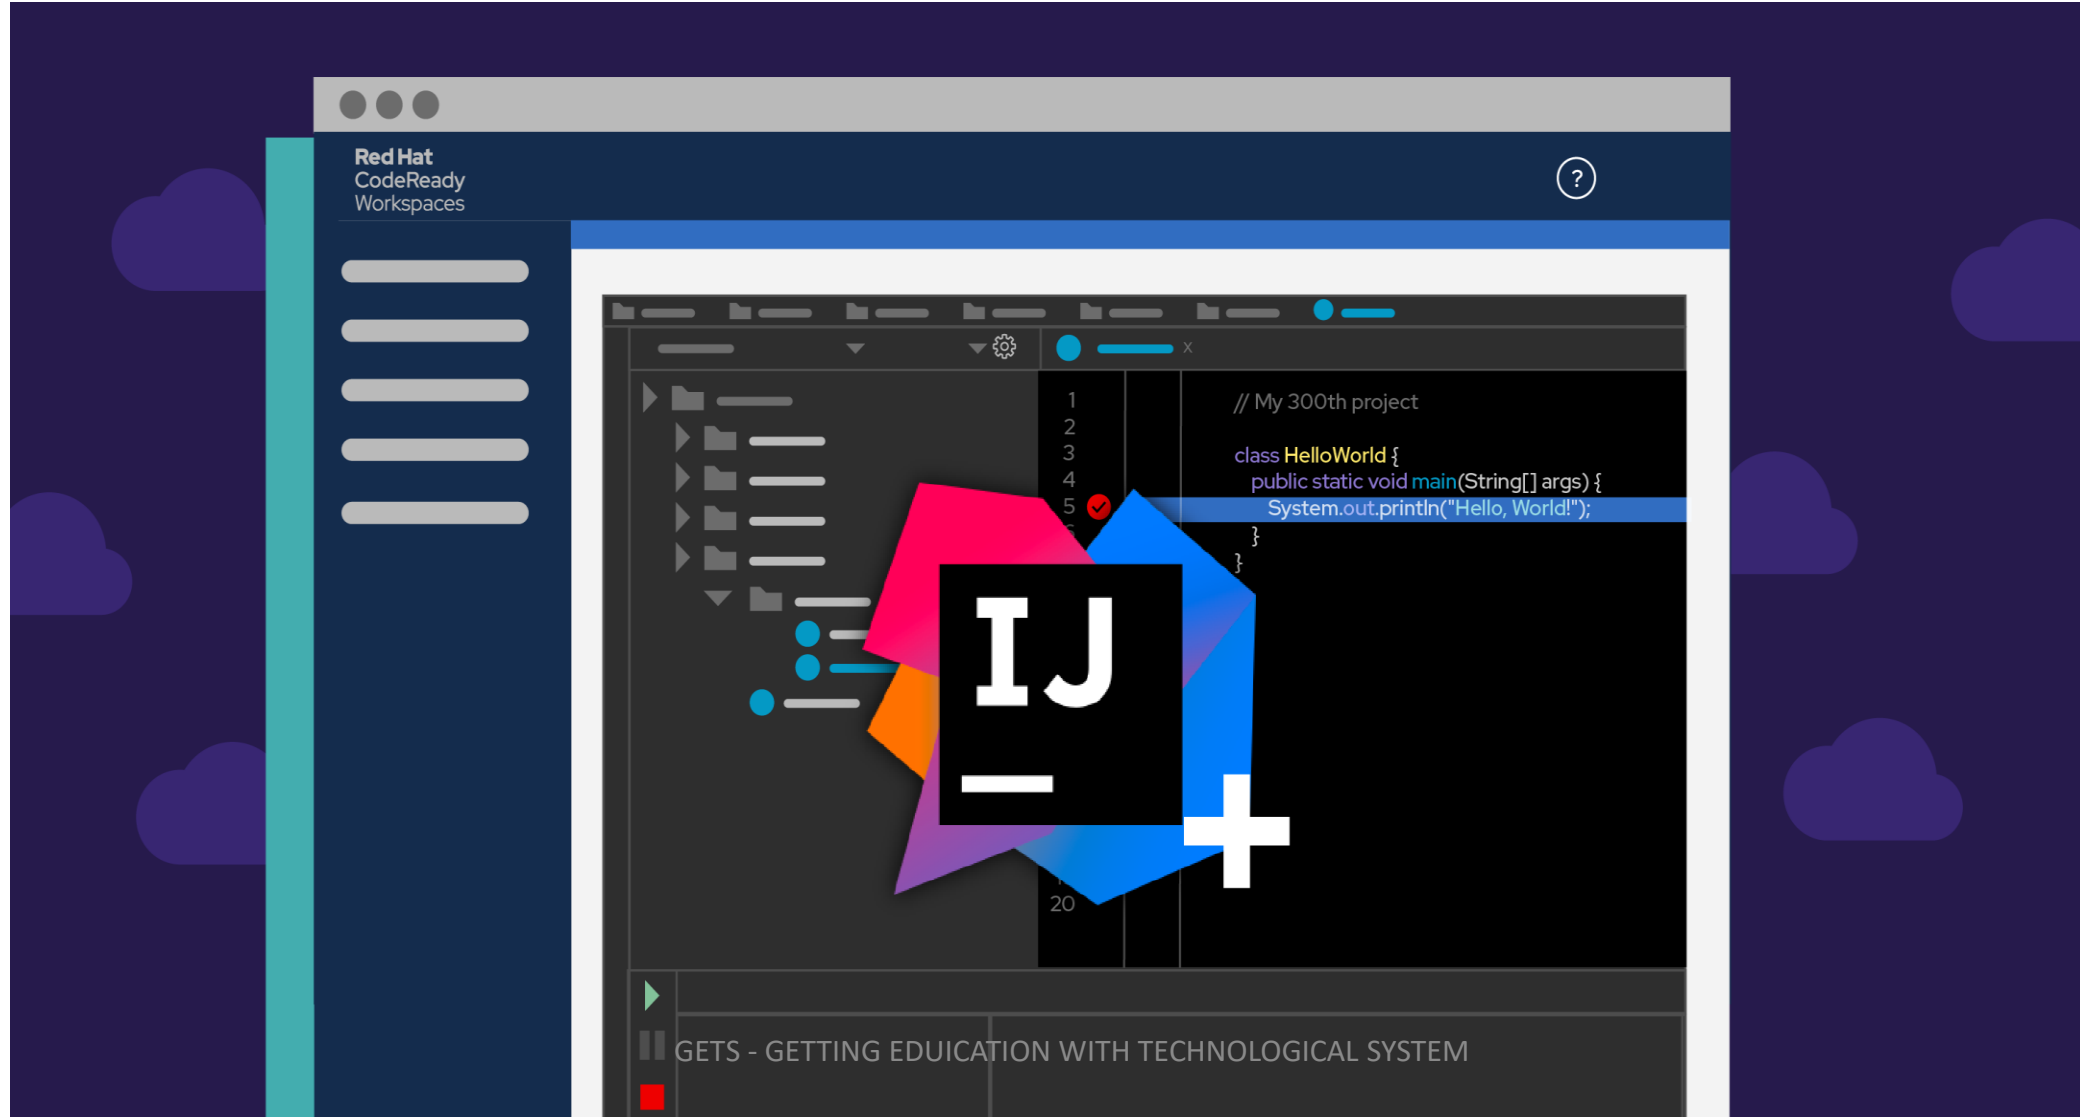 Red Hat
CodeReady
Workspaces
?
x
1
2
3
4
5
20
// My 300th project
class HelloWorld {
public static void main(String[] args) {
System.out.println("Hello, World!");
}
}
IJ
GETS - GETTING EDUICATION WITH TECHNOLOGICAL SYSTEM